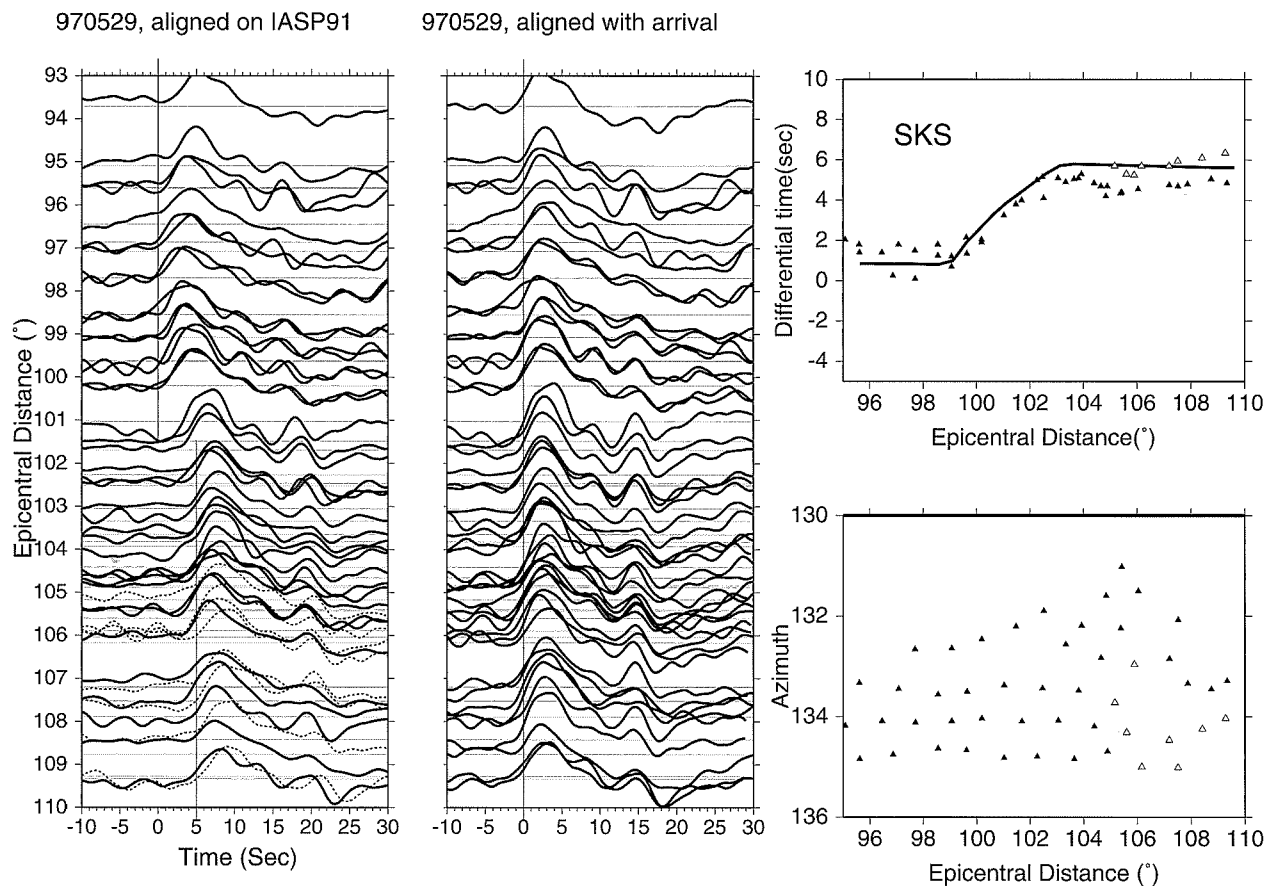 970529, aligned on IASP91
970529, aligned with arrival
Epicentral Distance (°)
93
94
95
96
97
98
99
100
101
102
103
104
105
106
107
108
109
110
-10 -5 0 5 10 15 20 25 30
Time (Sec)
-10 -5 0 5 10 15 20 25 30
SKS
Differential time(sec)
10
8
6
4
2
0
-2
-4
96 98 100 102 104 106 108 110
Epicentral Distance(°)
Azimuth
130
132
134
136
96 98 100 102 104 106 108 110
Epicentral Distance (°)